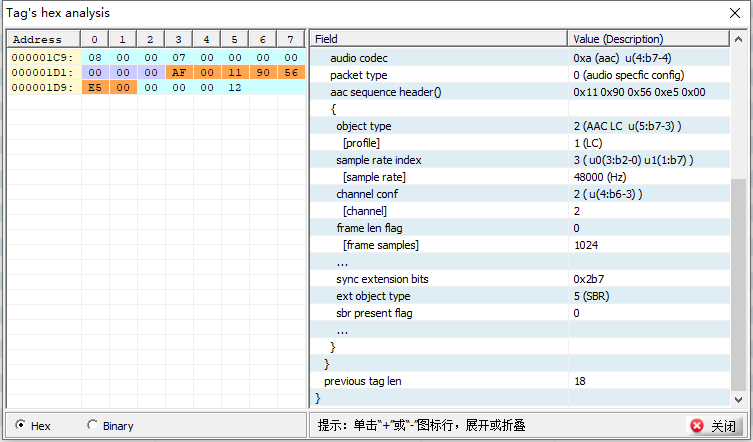 Tag's hex analysis
Address 0 1 2 3 4 5 6 7
000001C9: 08 00 00 07 00 00 00 00
000001D1: 00 00 00 AF 00 11 90 56
000001D9: E5 00 00 00 00 12
Field Value (Description)
audio codec 0xa (aac) u(4:b7-4)
packet type 0 (audio specfic config)
aac sequence header() 0x11 0x90 0x56 0xe5 0x00
{
object type 2 (AAC LC u(5:b7-3) )
[profile] 1 (LC)
sample rate index 3 ( u0(3:b2-0) u1(1:b7) )
[sample rate] 48000 (Hz)
channel conf 2 ( u(4:b6-3) )
[channel] 2
frame len flag 0
[frame samples] 1024
...
sync extension bits 0x2b7
ext object type 5 (SBR)
sbr present flag 0
...
}
}
previous tag len 18
}
Hex Binary
提示：单击“+”或“-”图标行，展开或折叠
关闭